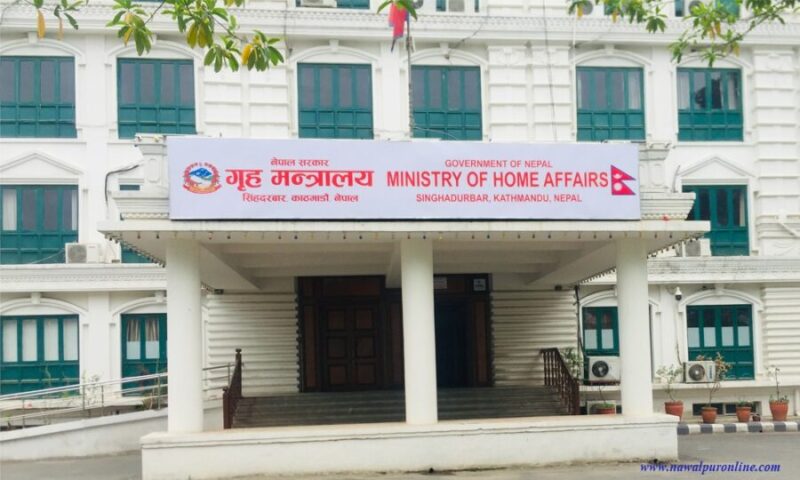 नेपाल सरकार
गृह मन्त्रालय
सिंहदरबार, काठमाडौं, नेपाल
GOVERNMENT OF NEPAL
MINISTRY OF HOME AFFAIRS
SINGHADURBAR, KATHMANDU, NEPAL
www.nawalpuronline.com